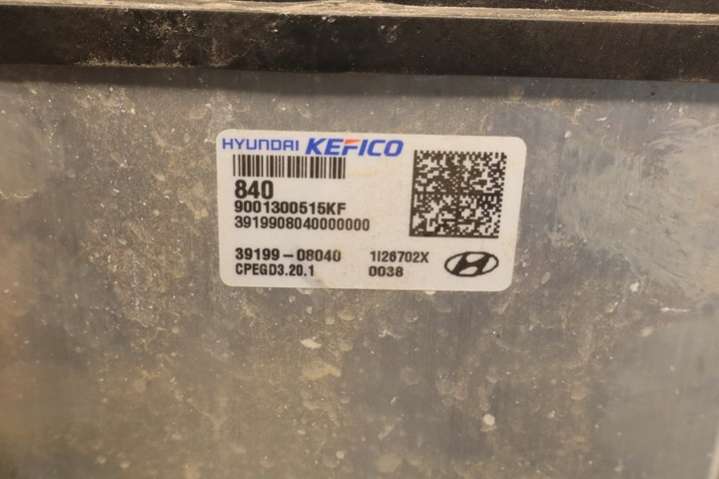 HYUNDAI KEFICO
840
9001300515KF
3919908040000000
39199-08040 1I26702X
CPEGD3.20.1 0038